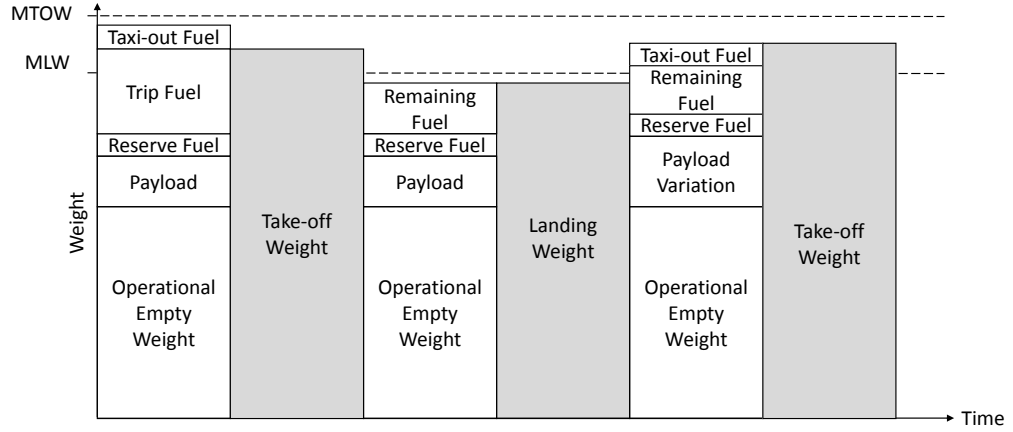 MTOW
MLW
Weight
Taxi-out Fuel
Trip Fuel
Reserve Fuel
Payload
Operational
Empty
Weight
Take-off
Weight
Remaining
Fuel
Reserve Fuel
Payload
Operational
Empty
Weight
Landing
Weight
Taxi-out Fuel
Remaining
Fuel
Reserve Fuel
Payload
Variation
Operational
Empty
Weight
Take-off
Weight
Time